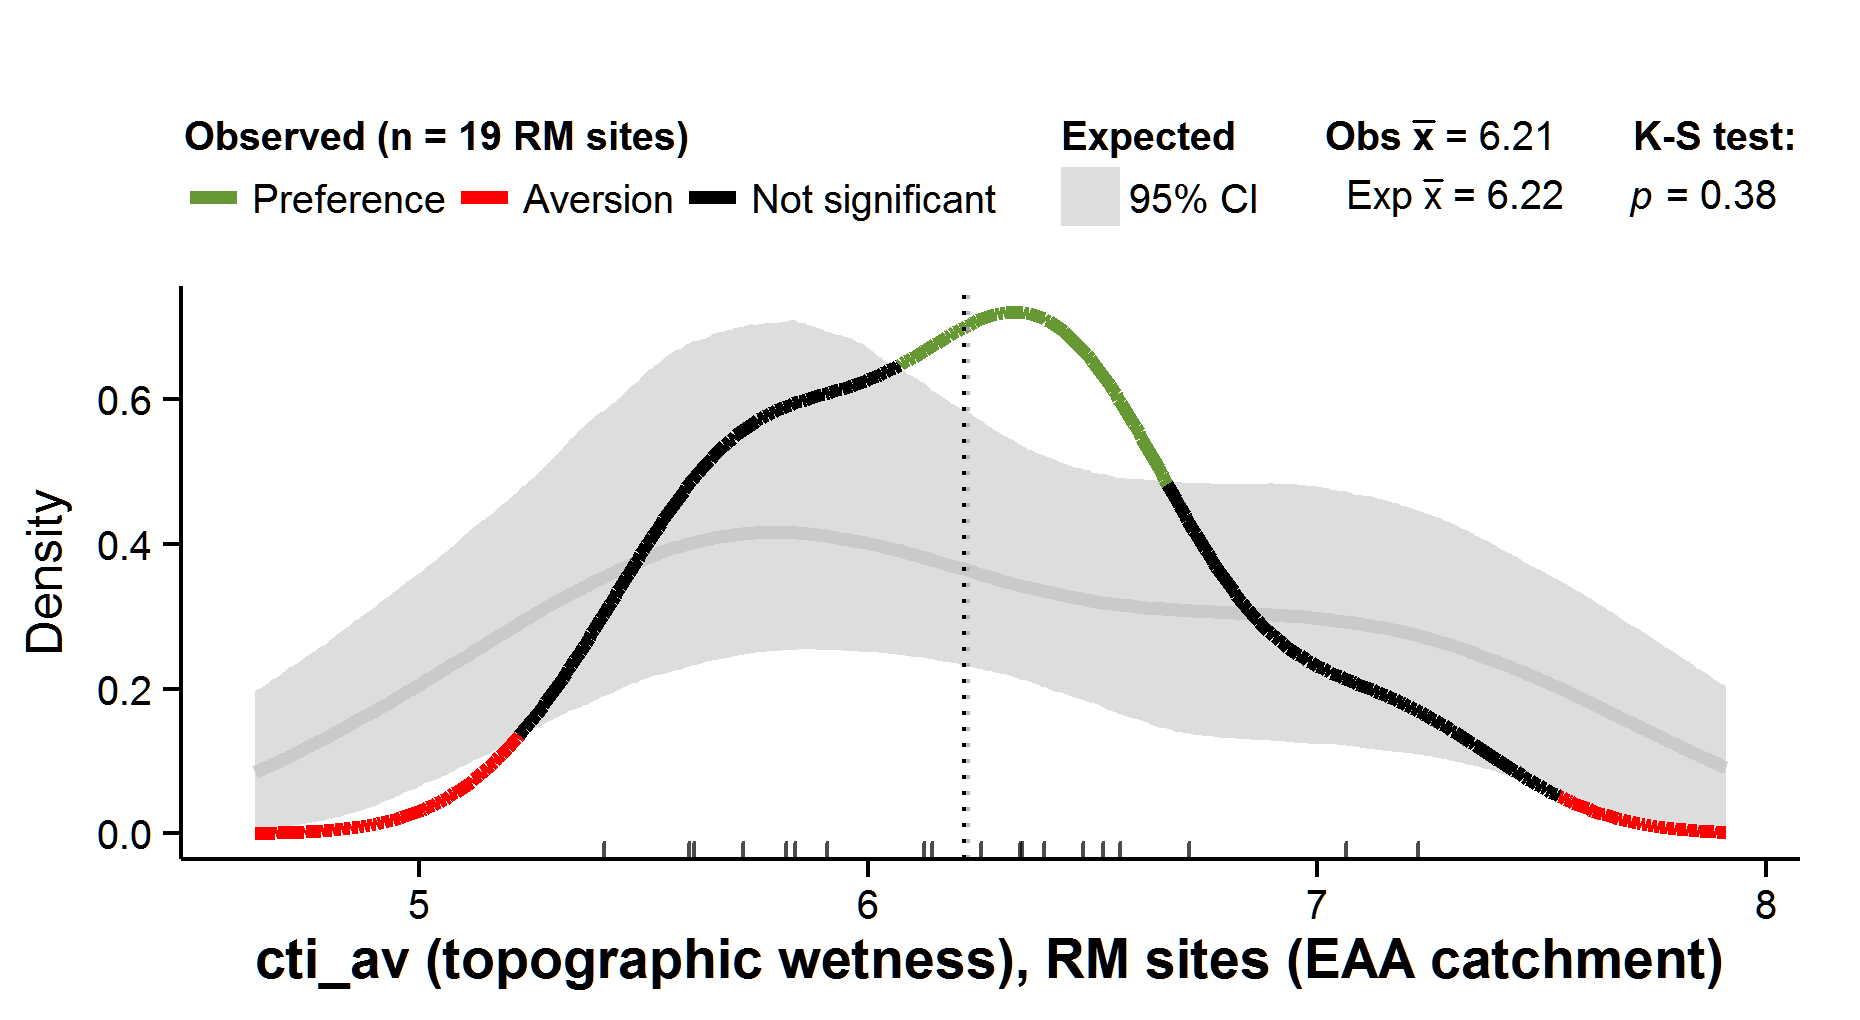 Observed (n = 19 RM sites) Expected Obs x̅ = 6.21 K-S test:
Preference Aversion Not significant 95% CI Exp x̅ = 6.22 p = 0.38
Density
0.6
0.4
0.2
0.0
5 6 7 8
cti_av (topographic wetness), RM sites (EAA catchment)